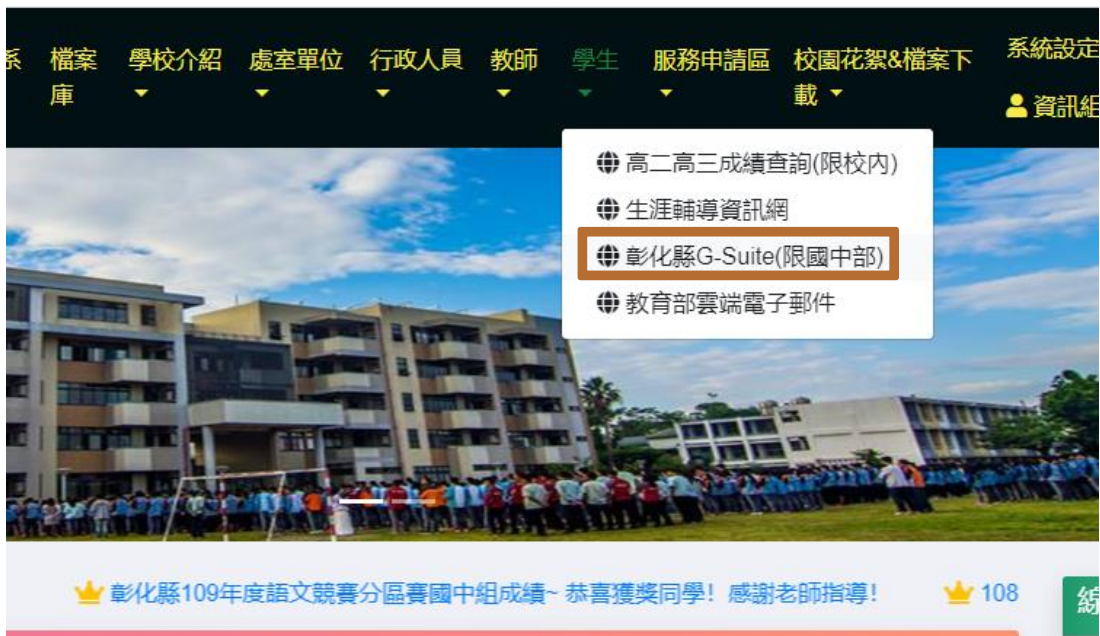 系 檔案庫 學校介紹 處室單位 行政人員 教師 學生 服務申請區 校園花絮&檔案下載 系統設定
資訊組
高二高三成績查詢(限校內)
生涯輔導資訊網
彰化縣G-Suite(限國中部)
教育部雲端電子郵件
彰化縣109年度語文競賽分區賽國中組成績~ 恭喜獲獎同學！感謝老師指導！ 108
線